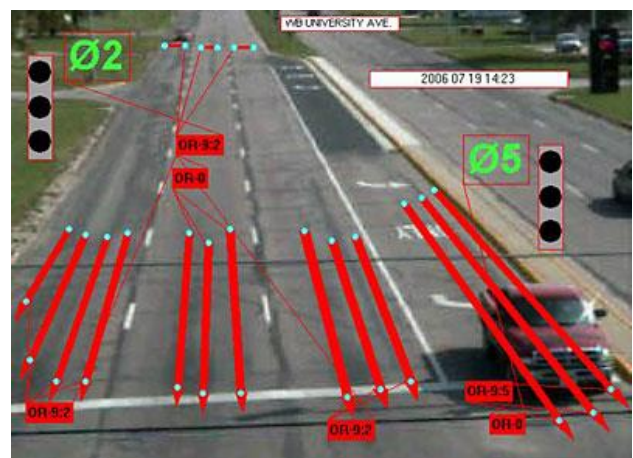 WB UNIVERSITY AVE.
Ø2
2006 07 19 14:23
OR-9:2
Ø5
OR-0
OR-9:5
OR-9:2
OR-0
OR-9:2